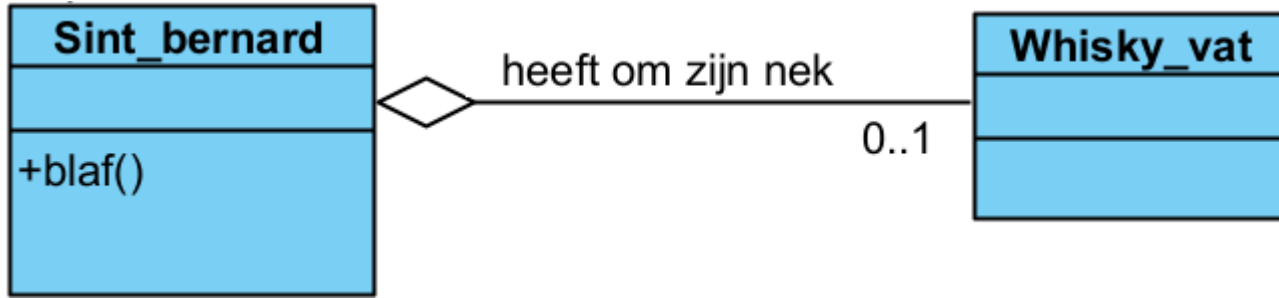 Sint_bernard
heeft om zijn nek
Whisky_vat
0..1
+blaf()